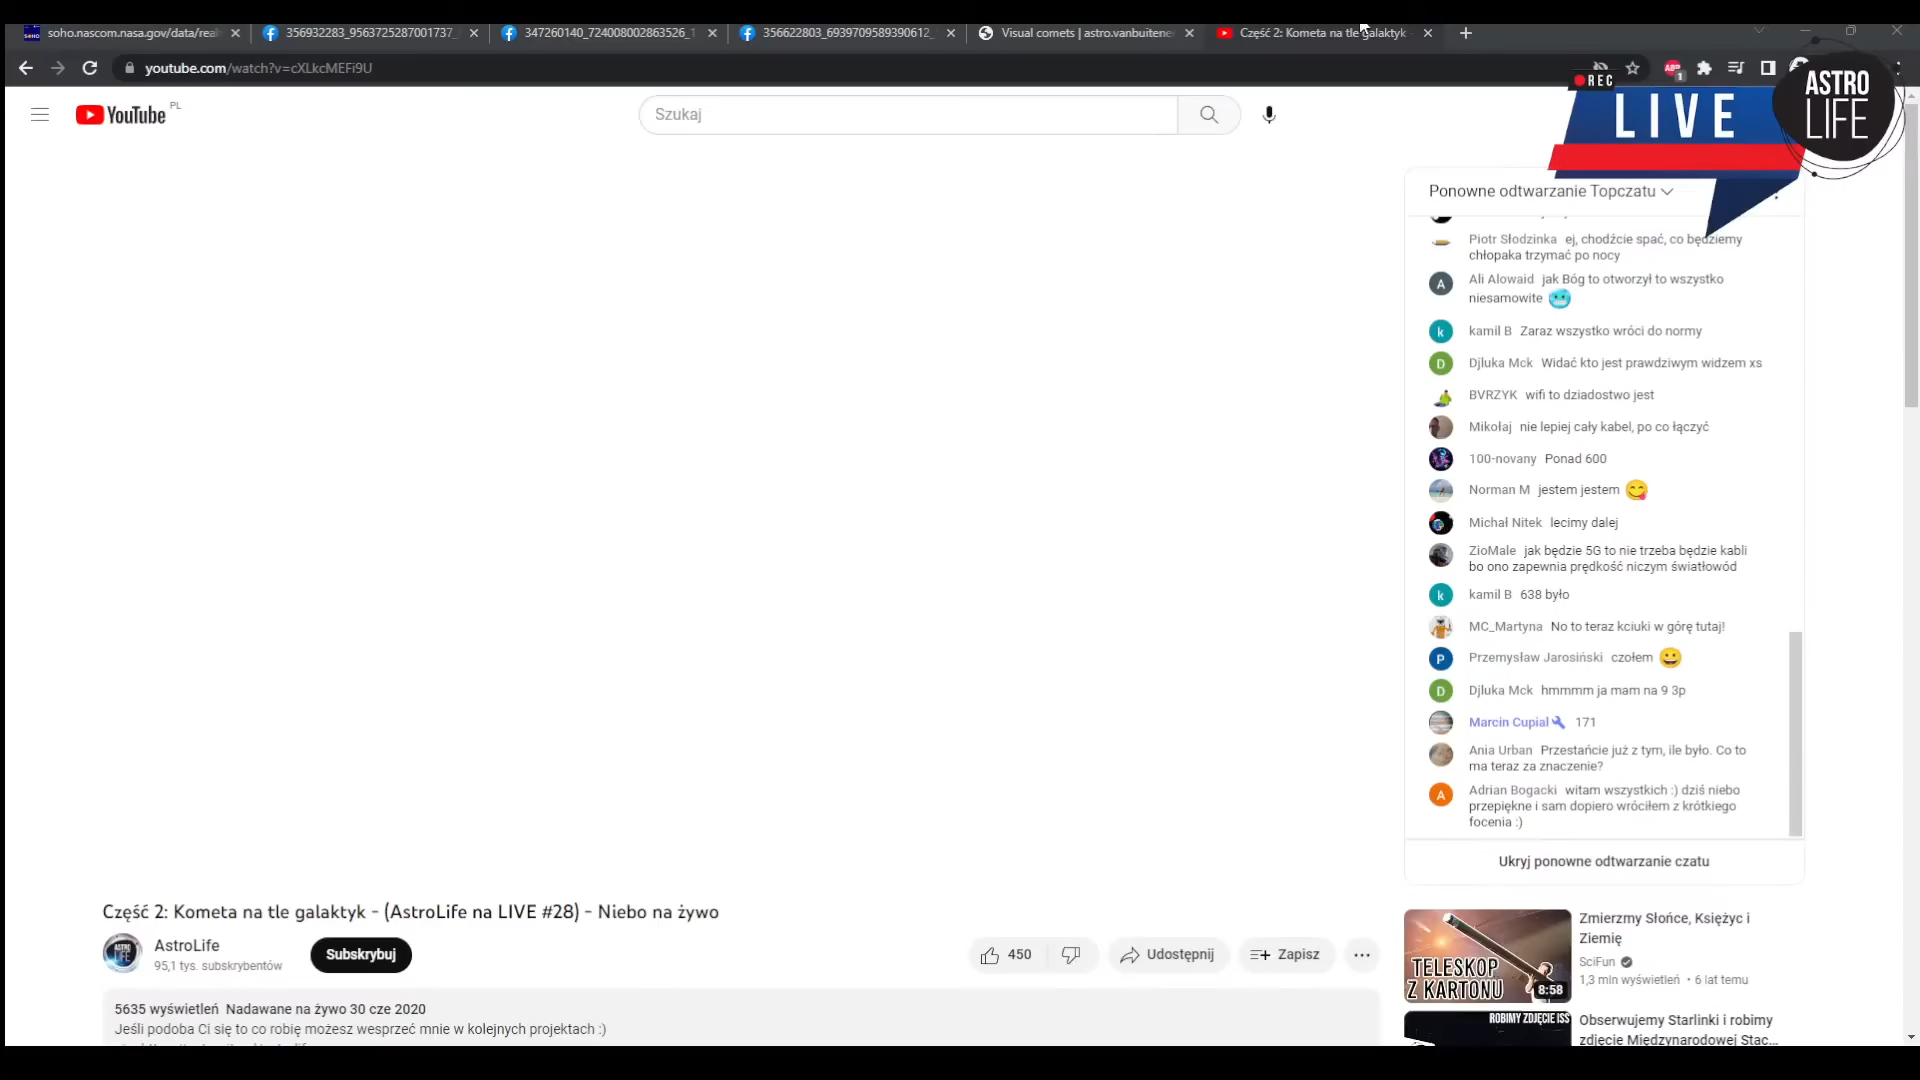 soho.nascom.nasa.gov/data/real
356932283_9563725287001737_
347260140_724008002863526_1
356622803_6939709589390612_
Visual comets | astro.vanbuitene
Część 2: Kometa na tle galaktyk
youtube.com/watch?v=cXLkcMEFi9U
ABP
1
REC
LIVE
ASTRO
LIFE
YouTube
PL
Szukaj
Ponowne odtwarzanie Topczatu
Piotr Słodzinka ej, chodźcie spać, co będziemy
chłopaka trzymać po nocy
A
Ali Alowaid jak Bóg to otworzył to wszystko
niesamowite
k
kamil B Zaraz wszystko wróci do normy
D
Djluka Mck Widać kto jest prawdziwym widzem xs
BVRZYK wifi to dziadostwo jest
Mikołaj nie lepiej cały kabel, po co łączyć
100-novany Ponad 600
Norman M jestem jestem
Michał Nitek lecimy dalej
ZioMale jak będzie 5G to nie trzeba będzie kabli
bo ono zapewnia prędkość niczym światłowód
k
kamil B 638 było
MC_Martyna No to teraz kciuki w górę tutaj!
P
Przemysław Jarosiński czołem
D
Djluka Mck hmmmm ja mam na 9 3p
Marcin Cupial 171
Ania Urban Przestańcie już z tym, ile było. Co to
ma teraz za znaczenie?
A
Adrian Bogacki witam wszystkich :) dziś niebo
przepiękne i sam dopiero wróciłem z krótkiego
focenia :)
Ukryj ponowne odtwarzanie czatu
Część 2: Kometa na tle galaktyk - (AstroLife na LIVE #28) - Niebo na żywo
ASTRO
LIFE
AstroLife
95,1 tys. subskrybentów
Subskrybuj
450
Udostępnij
Zapisz
5635 wyświetleń Nadawane na żywo 30 cze 2020
Jeśli podoba Ci się to co robię możesz wesprzeć mnie w kolejnych projektach :)
TELESKOP
Z KARTONU
8:58
Zmierzmy Słońce, Księżyc i
Ziemię
SciFun
1,3 mln wyświetleń • 6 lat temu
ROBIMY ZDJĘCIE ISS
Obserwujemy Starlinki i robimy
zdjęcie Międzynarodowej Stac...